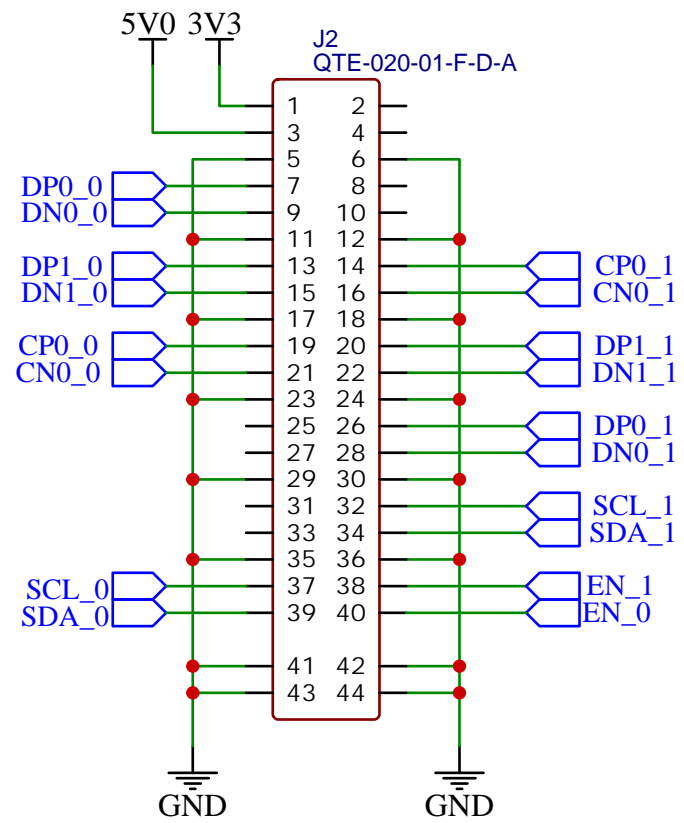 5V0 3V3
J2
QTE-020-01-F-D-A
1 2
3 4
5 6
DP0_0 7 8
DN0_0 9 10
11 12
DP1_0 13 14 CP0_1
DN1_0 15 16 CN0_1
17 18
CP0_0 19 20 DP1_1
CN0_0 21 22 DN1_1
23 24
25 26 DP0_1
27 28 DN0_1
29 30
31 32 SCL_1
33 34 SDA_1
35 36
SCL_0 37 38 EN_1
SDA_0 39 40 EN_0
41 42
43 44
GND GND